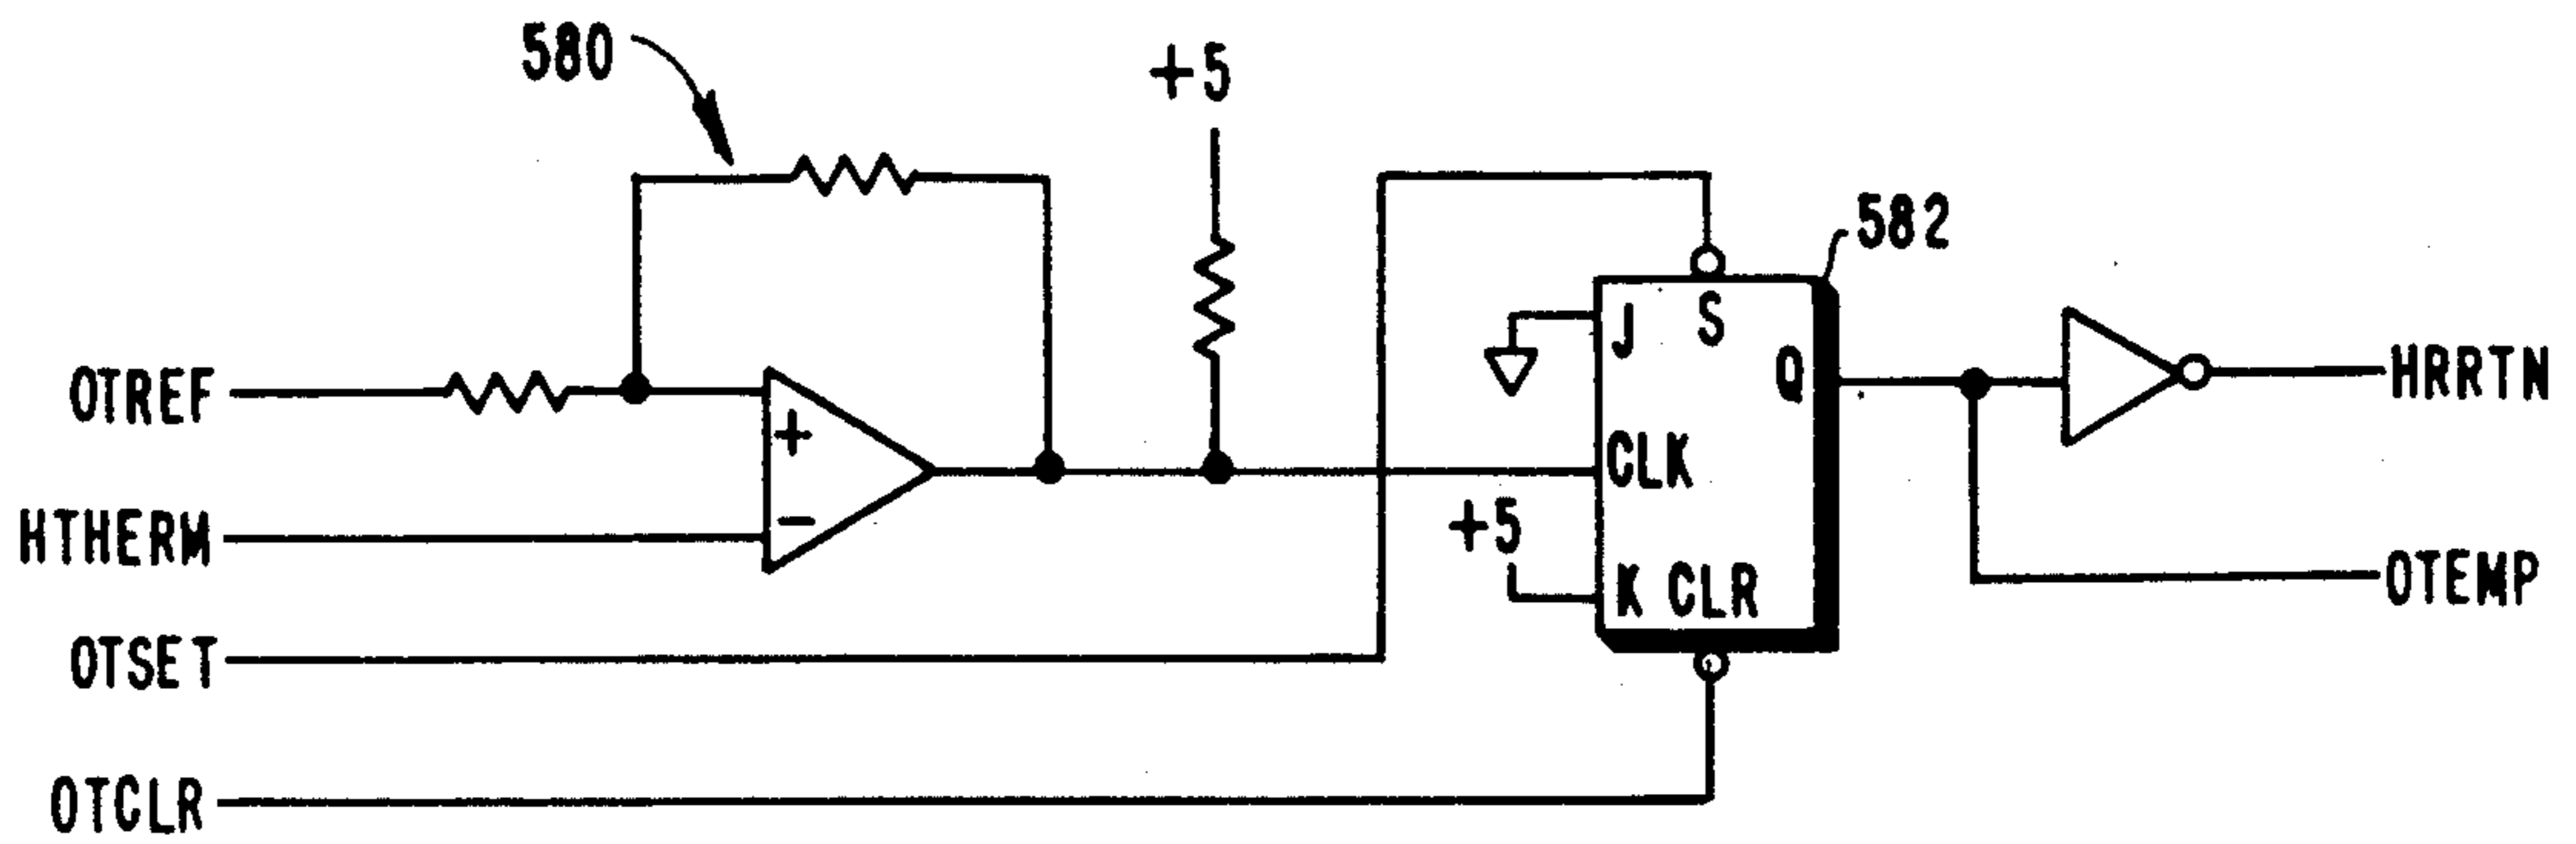 580
+5
582
J S
Q
OTREF
HRRTN
+
CLK
+5
HTHERM
-
K CLR
OTEMP
OTSET
OTCLR